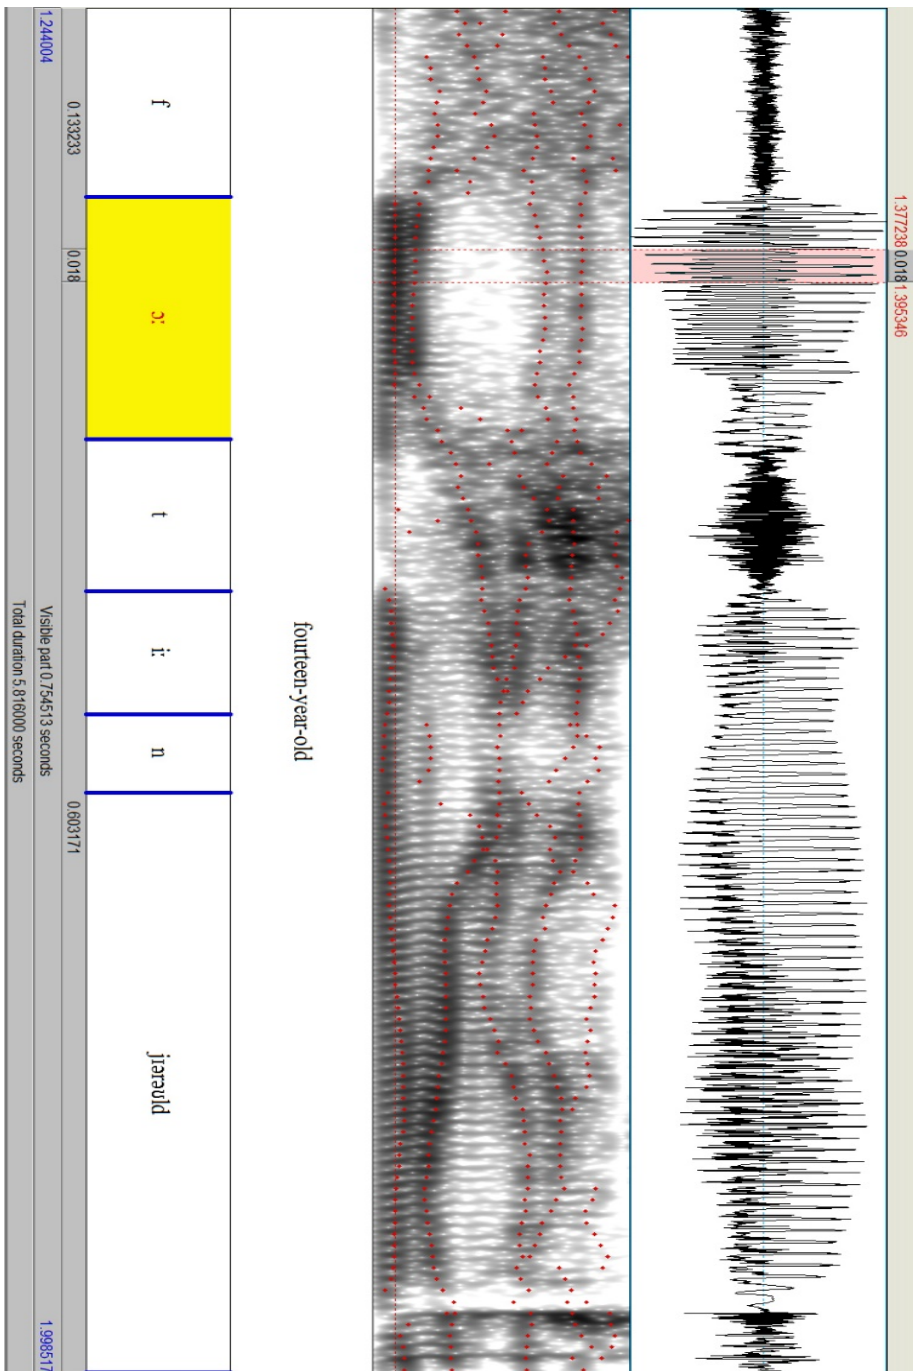 1.377238 0.018 1.395346
fourteen-year-old
f ɔː t iː n jɪərəʊld
0.133233 0.018 0.603171
1.244004 Visible part 0.754513 seconds 1.998517
Total duration 5.816000 seconds